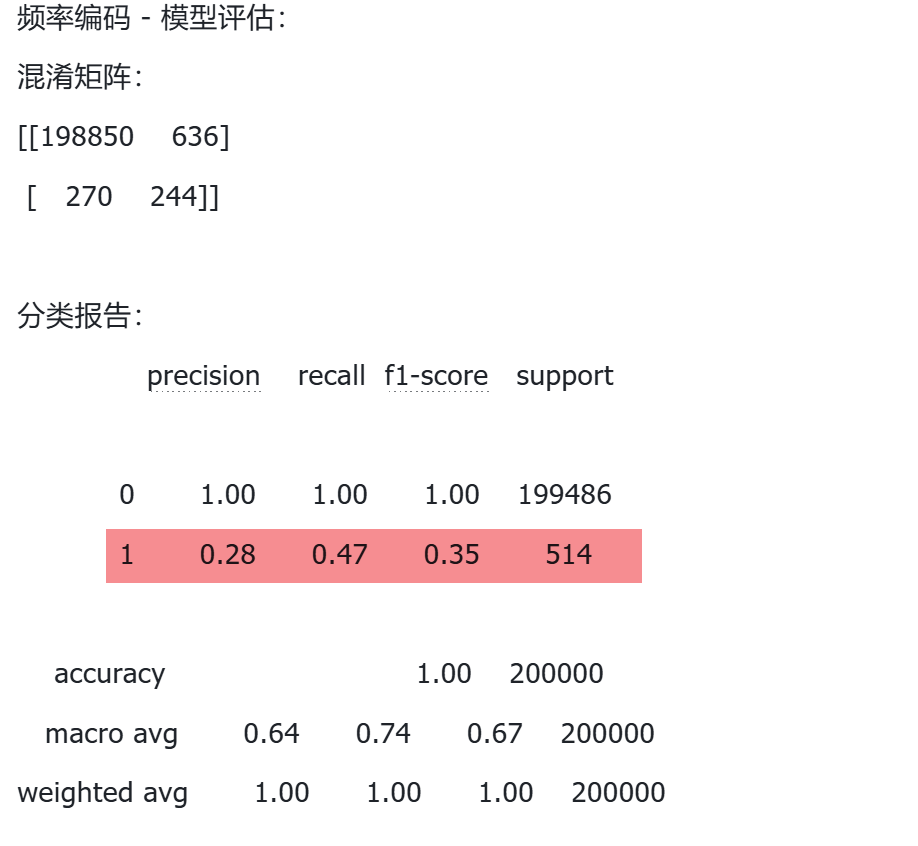 频率编码 - 模型评估：
混淆矩阵：
[[198850 636]
[ 270 244]]
分类报告：
precision recall f1-score support
0 1.00 1.00 1.00 199486
1 0.28 0.47 0.35 514
accuracy 1.00 200000
macro avg 0.64 0.74 0.67 200000
weighted avg 1.00 1.00 1.00 200000